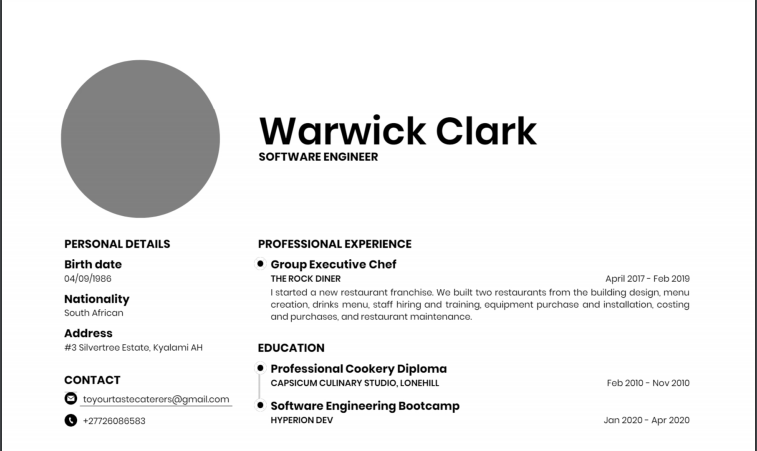 Warwick Clark
SOFTWARE ENGINEER
PERSONAL DETAILS
Birth date
04/09/1986
Nationality
South African
Address
#3 Silvertree Estate, Kyalami AH
CONTACT
toyourtastecaterers@gmail.com
+27726086583
PROFESSIONAL EXPERIENCE
Group Executive Chef
THE ROCK DINER April 2017 - Feb 2019
I started a new restaurant franchise. We built two restaurants from the building design, menu
creation, drinks menu, staff hiring and training, equipment purchase and installation, costing
and purchases, and restaurant maintenance.
EDUCATION
Professional Cookery Diploma
CAPSICUM CULINARY STUDIO, LONEHILL Feb 2010 - Nov 2010
Software Engineering Bootcamp
HYPERION DEV Jan 2020 - Apr 2020